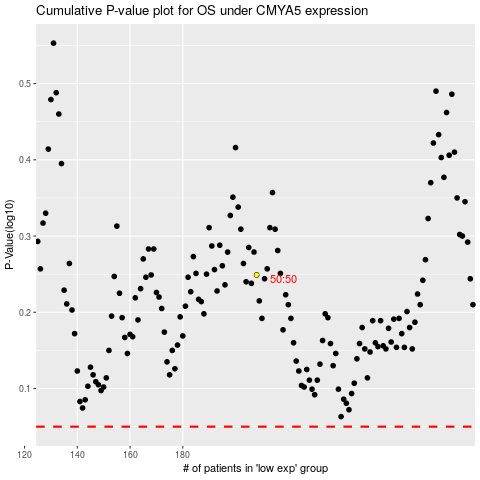 Cumulative P-value plot for OS under CMYA5 expression
P-Value(log10)
0.5
0.4
0.3
0.2
0.1
50:50
120 140 160 180
# of patients in 'low exp' group